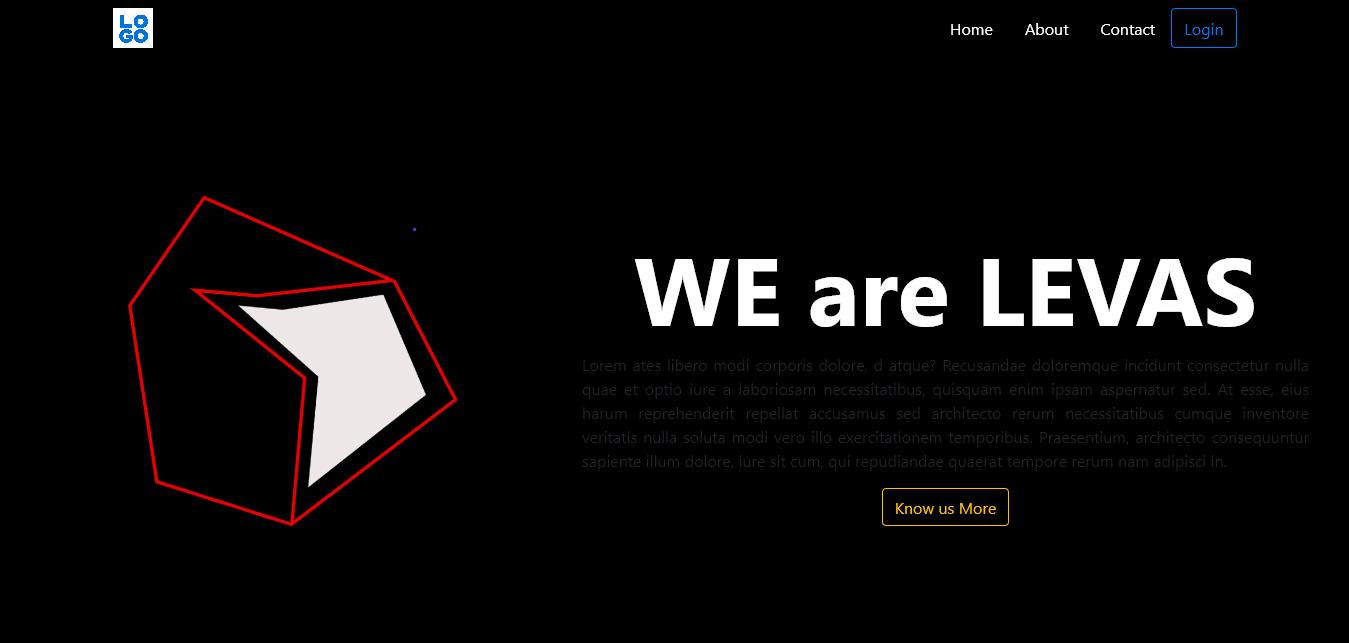 LO
GO
Home About Contact Login
WE are LEVAS
Lorem ates libero modi corporis dolore, d atque? Recusandae doloremque incidunt consectetur nulla
quae et optio iure a laboriosam necessitatibus, quisquam enim ipsam aspernatur sed. At esse, eius
harum reprehenderit repellat accusamus sed architecto rerum necessitatibus cumque inventore
veritatis nulla soluta modi vero illo exercitationem temporibus. Praesentium, architecto consequuntur
sapiente illum dolore, iure sit cum, qui repudiandae quaerat tempore rerum nam adipisci in.
Know us More